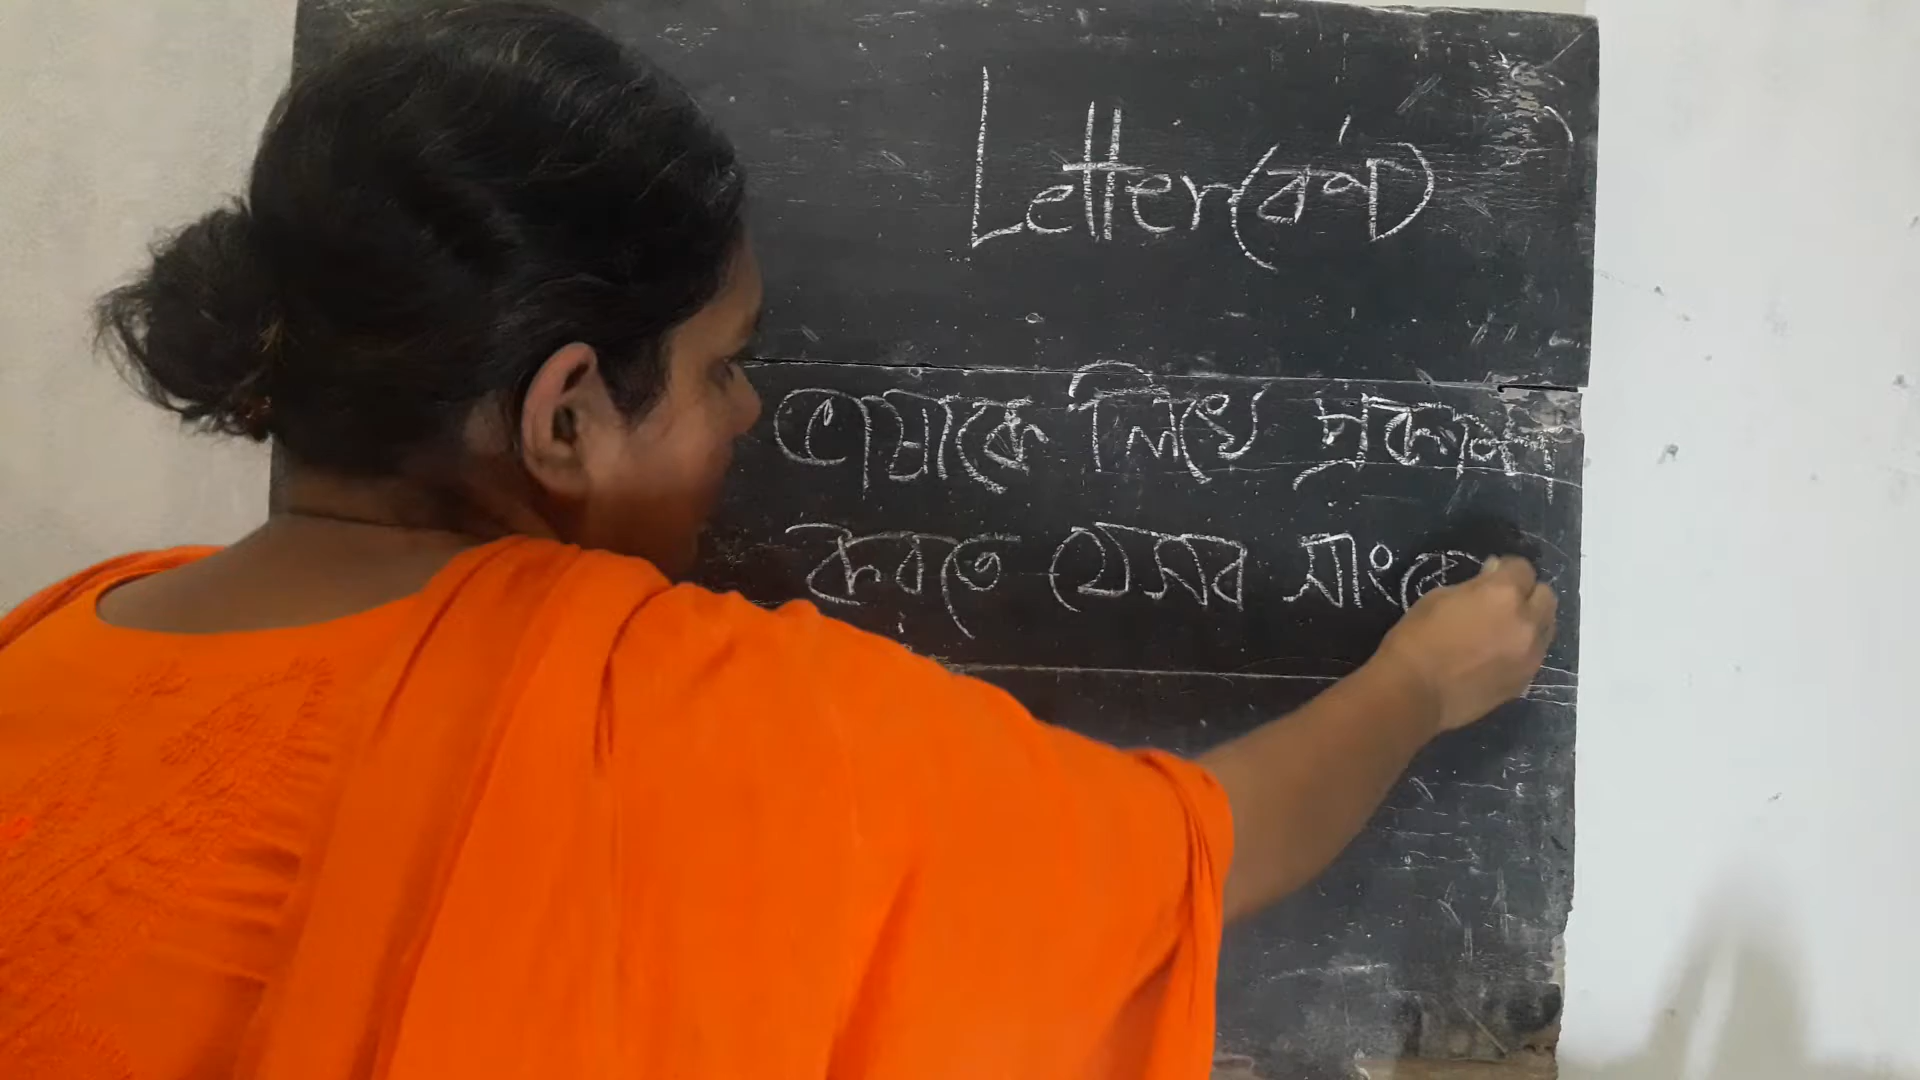 Letter(বর্ণ)
ভাষাকে লিখে প্রকাশ
করতে যেসব সাংকে